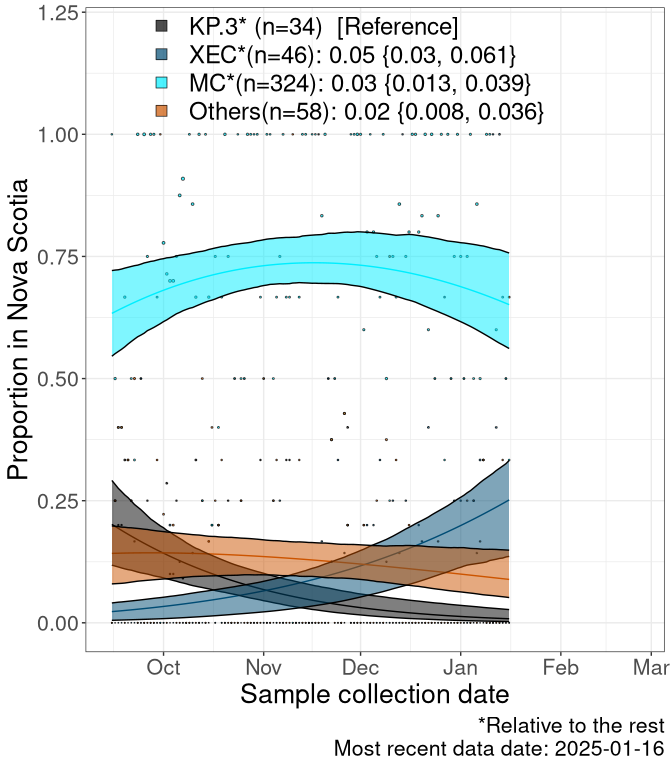 KP.3* (n=34) [Reference]
XEC*(n=46): 0.05 {0.03, 0.061}
MC*(n=324): 0.03 {0.013, 0.039}
Others(n=58): 0.02 {0.008, 0.036}
1.25
1.00
0.75
0.50
0.25
0.00
Proportion in Nova Scotia
Oct Nov Dec Jan Feb Mar
Sample collection date
*Relative to the rest
Most recent data date: 2025-01-16